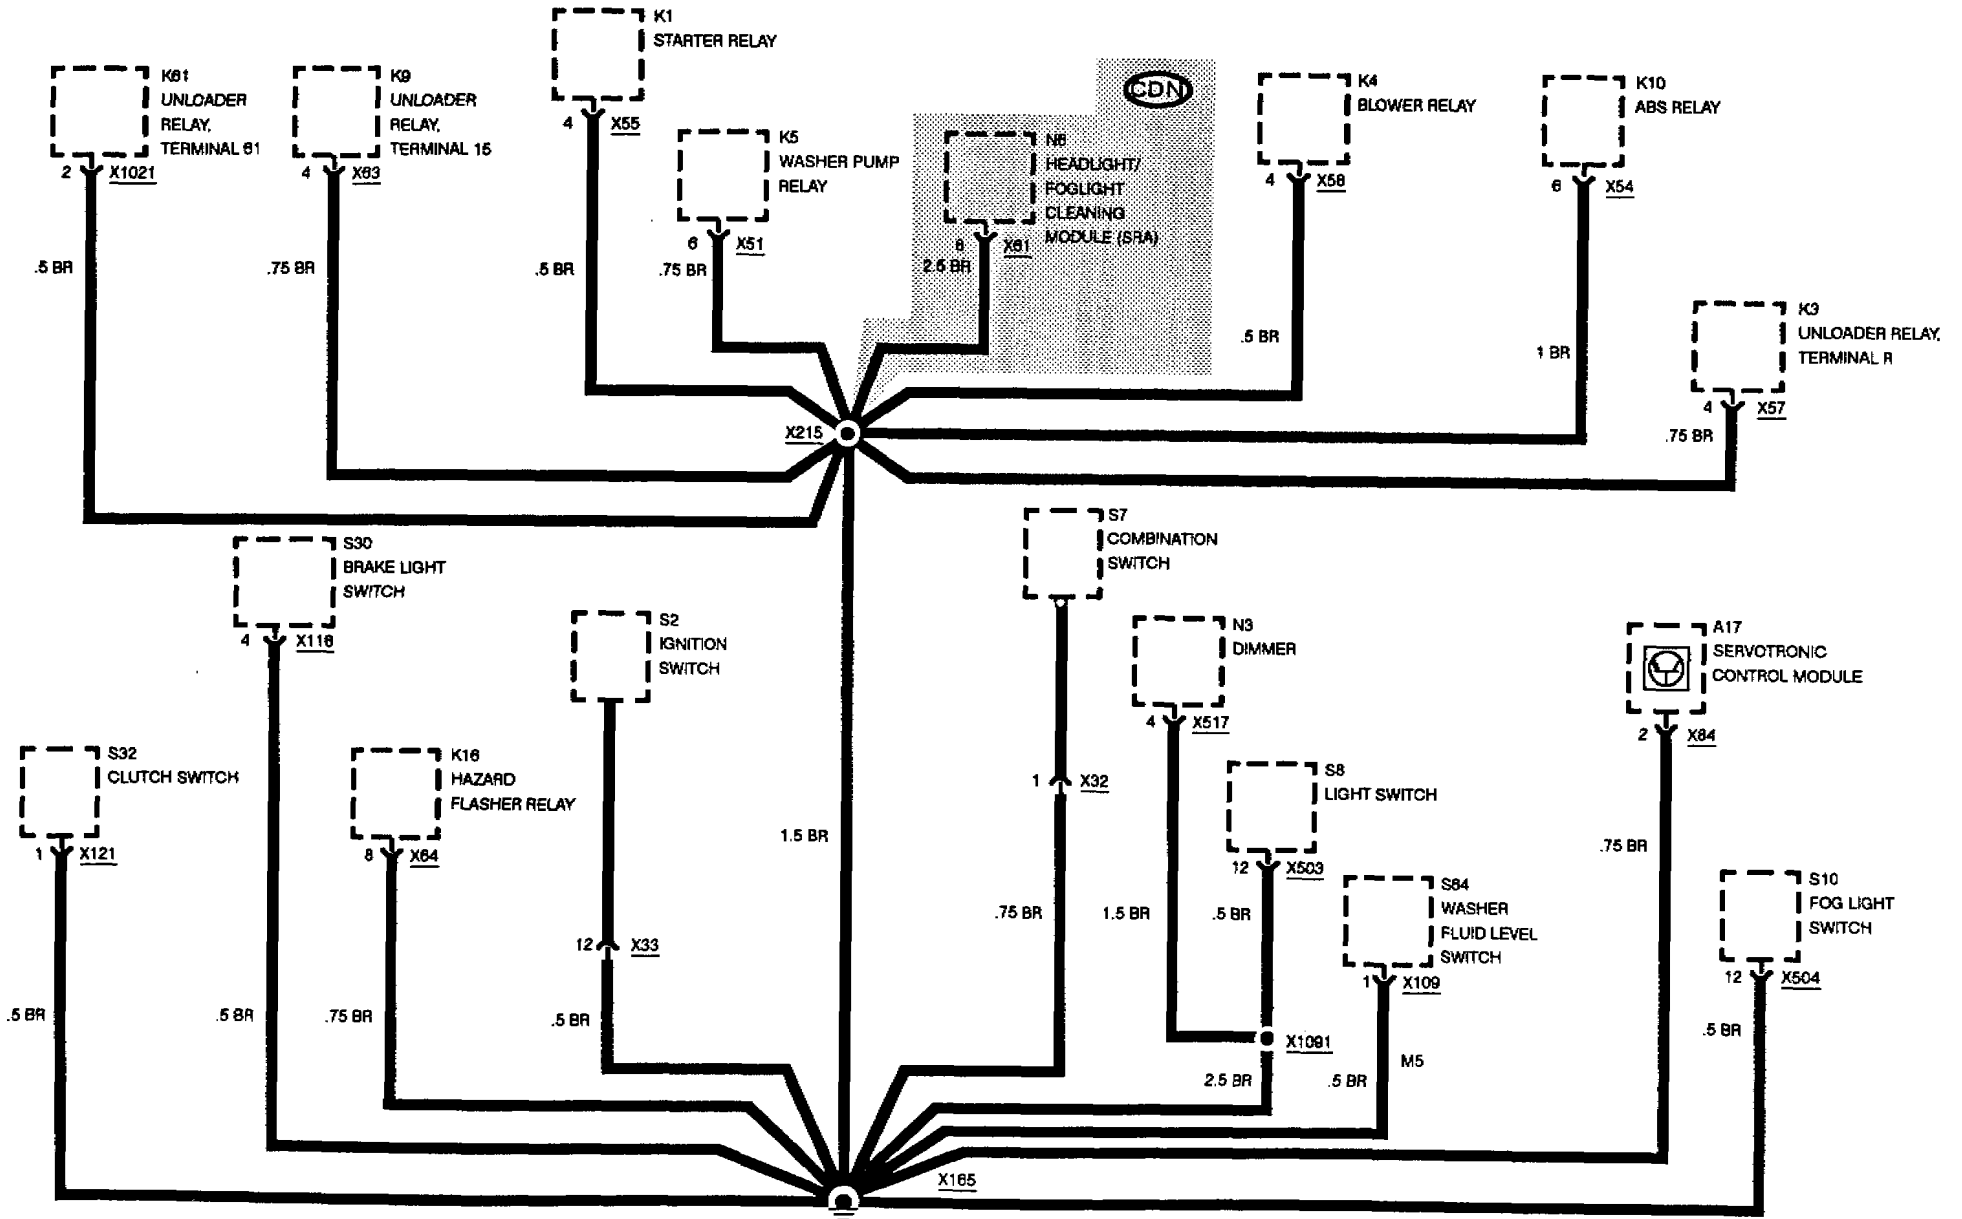 K61
UNLOADER
RELAY,
TERMINAL 61
2
X1021
.5 BR
K9
UNLOADER
RELAY,
TERMINAL 15
4
X63
.75 BR
K1
STARTER RELAY
4
X55
.5 BR
K5
WASHER PUMP
RELAY
6
X51
.75 BR
CDN
N6
HEADLIGHT/
FOGLIGHT
CLEANING
MODULE (SRA)
8
X61
2.5 BR
K4
BLOWER RELAY
4
X58
.5 BR
K10
ABS RELAY
6
X54
1 BR
K3
UNLOADER RELAY,
TERMINAL R
4
X57
.75 BR
X215
1.5 BR
S30
BRAKE LIGHT
SWITCH
4
X116
.5 BR
S2
IGNITION
SWITCH
12
X33
.5 BR
S7
COMBINATION
SWITCH
1
X32
.75 BR
N3
DIMMER
4
X517
1.5 BR
A17
SERVOTRONIC
CONTROL MODULE
2
X84
.75 BR
S32
CLUTCH SWITCH
1
X121
.5 BR
K16
HAZARD
FLASHER RELAY
8
X64
.75 BR
S8
LIGHT SWITCH
12
X503
.5 BR
X1091
2.5 BR
S64
WASHER
FLUID LEVEL
SWITCH
1
X109
M5
.5 BR
S10
FOG LIGHT
SWITCH
12
X504
.5 BR
X165